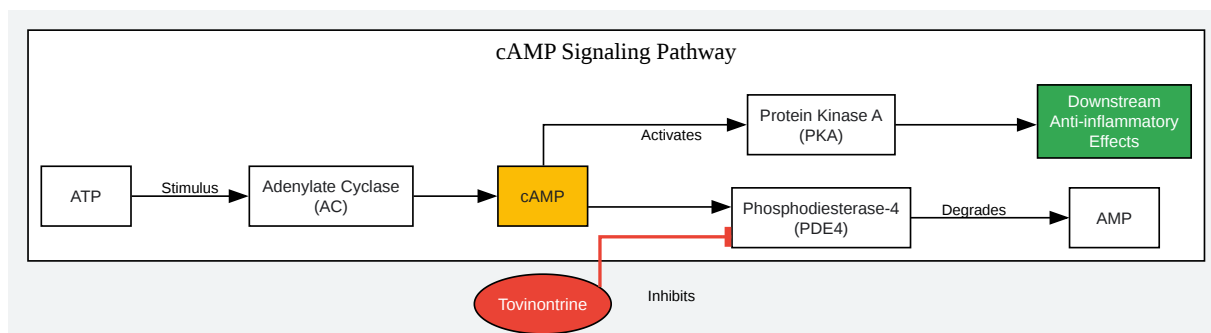 cAMP Signaling Pathway
Downstream
Anti-inflammatory
Effects
Protein Kinase A
(PKA)
Activates
ATP
Stimulus
Adenylate Cyclase
(AC)
cAMP
Phosphodiesterase-4
(PDE4)
Degrades
AMP
Tovinontrine
Inhibits